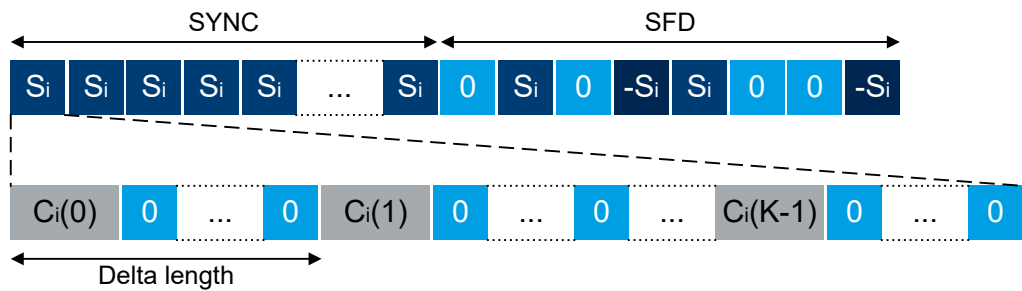 SYNC SFD
Si Si Si Si Si ... Si 0 Si 0 -Si Si 0 0 -Si
Ci(0) 0 ... 0 Ci(1) 0 ... 0 ... Ci(K-1) 0 ... 0
Delta length